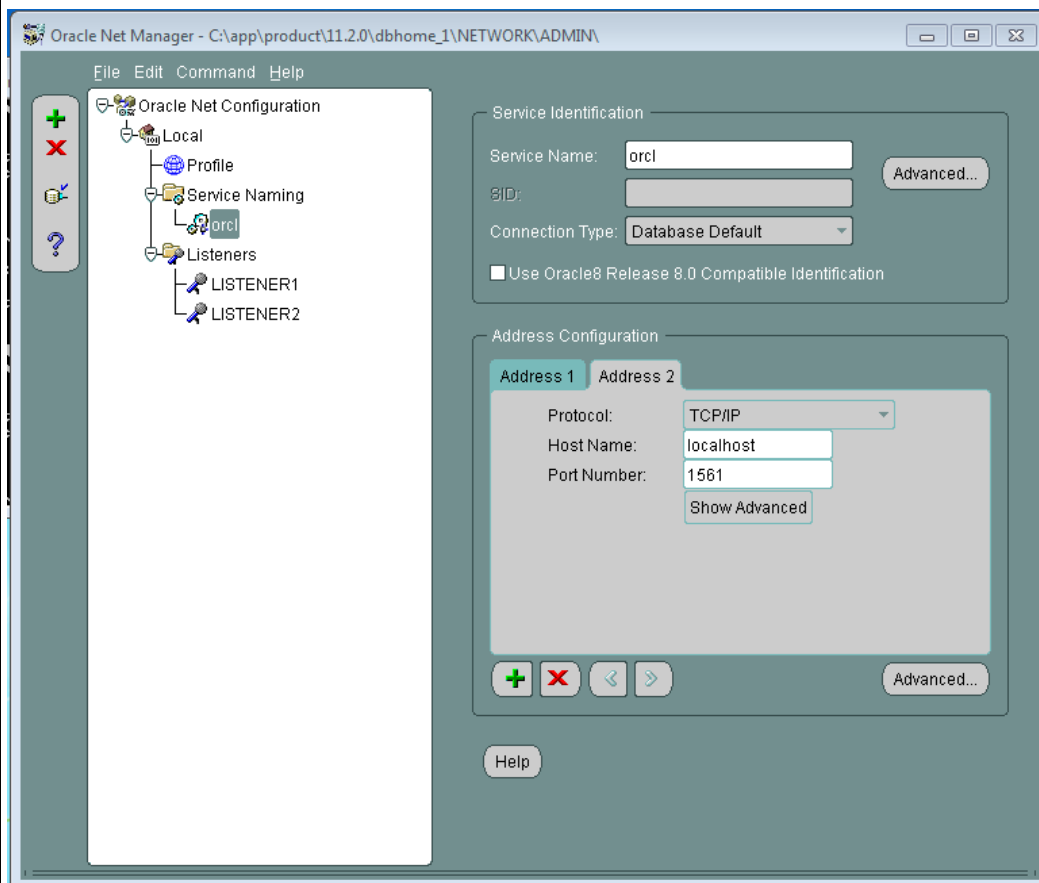 Oracle Net Manager - C:\app\product\11.2.0\dbhome_1\NETWORK\ADMIN\
File Edit Command Help
Oracle Net Configuration
Local
Profile
Service Naming
orcl
Listeners
LISTENER1
LISTENER2
Service Identification
Service Name: orcl
Advanced...
SID:
Connection Type: Database Default
Use Oracle8 Release 8.0 Compatible Identification
Address Configuration
Address 1 Address 2
Protocol: TCP/IP
Host Name: localhost
Port Number: 1561
Show Advanced
Advanced...
Help